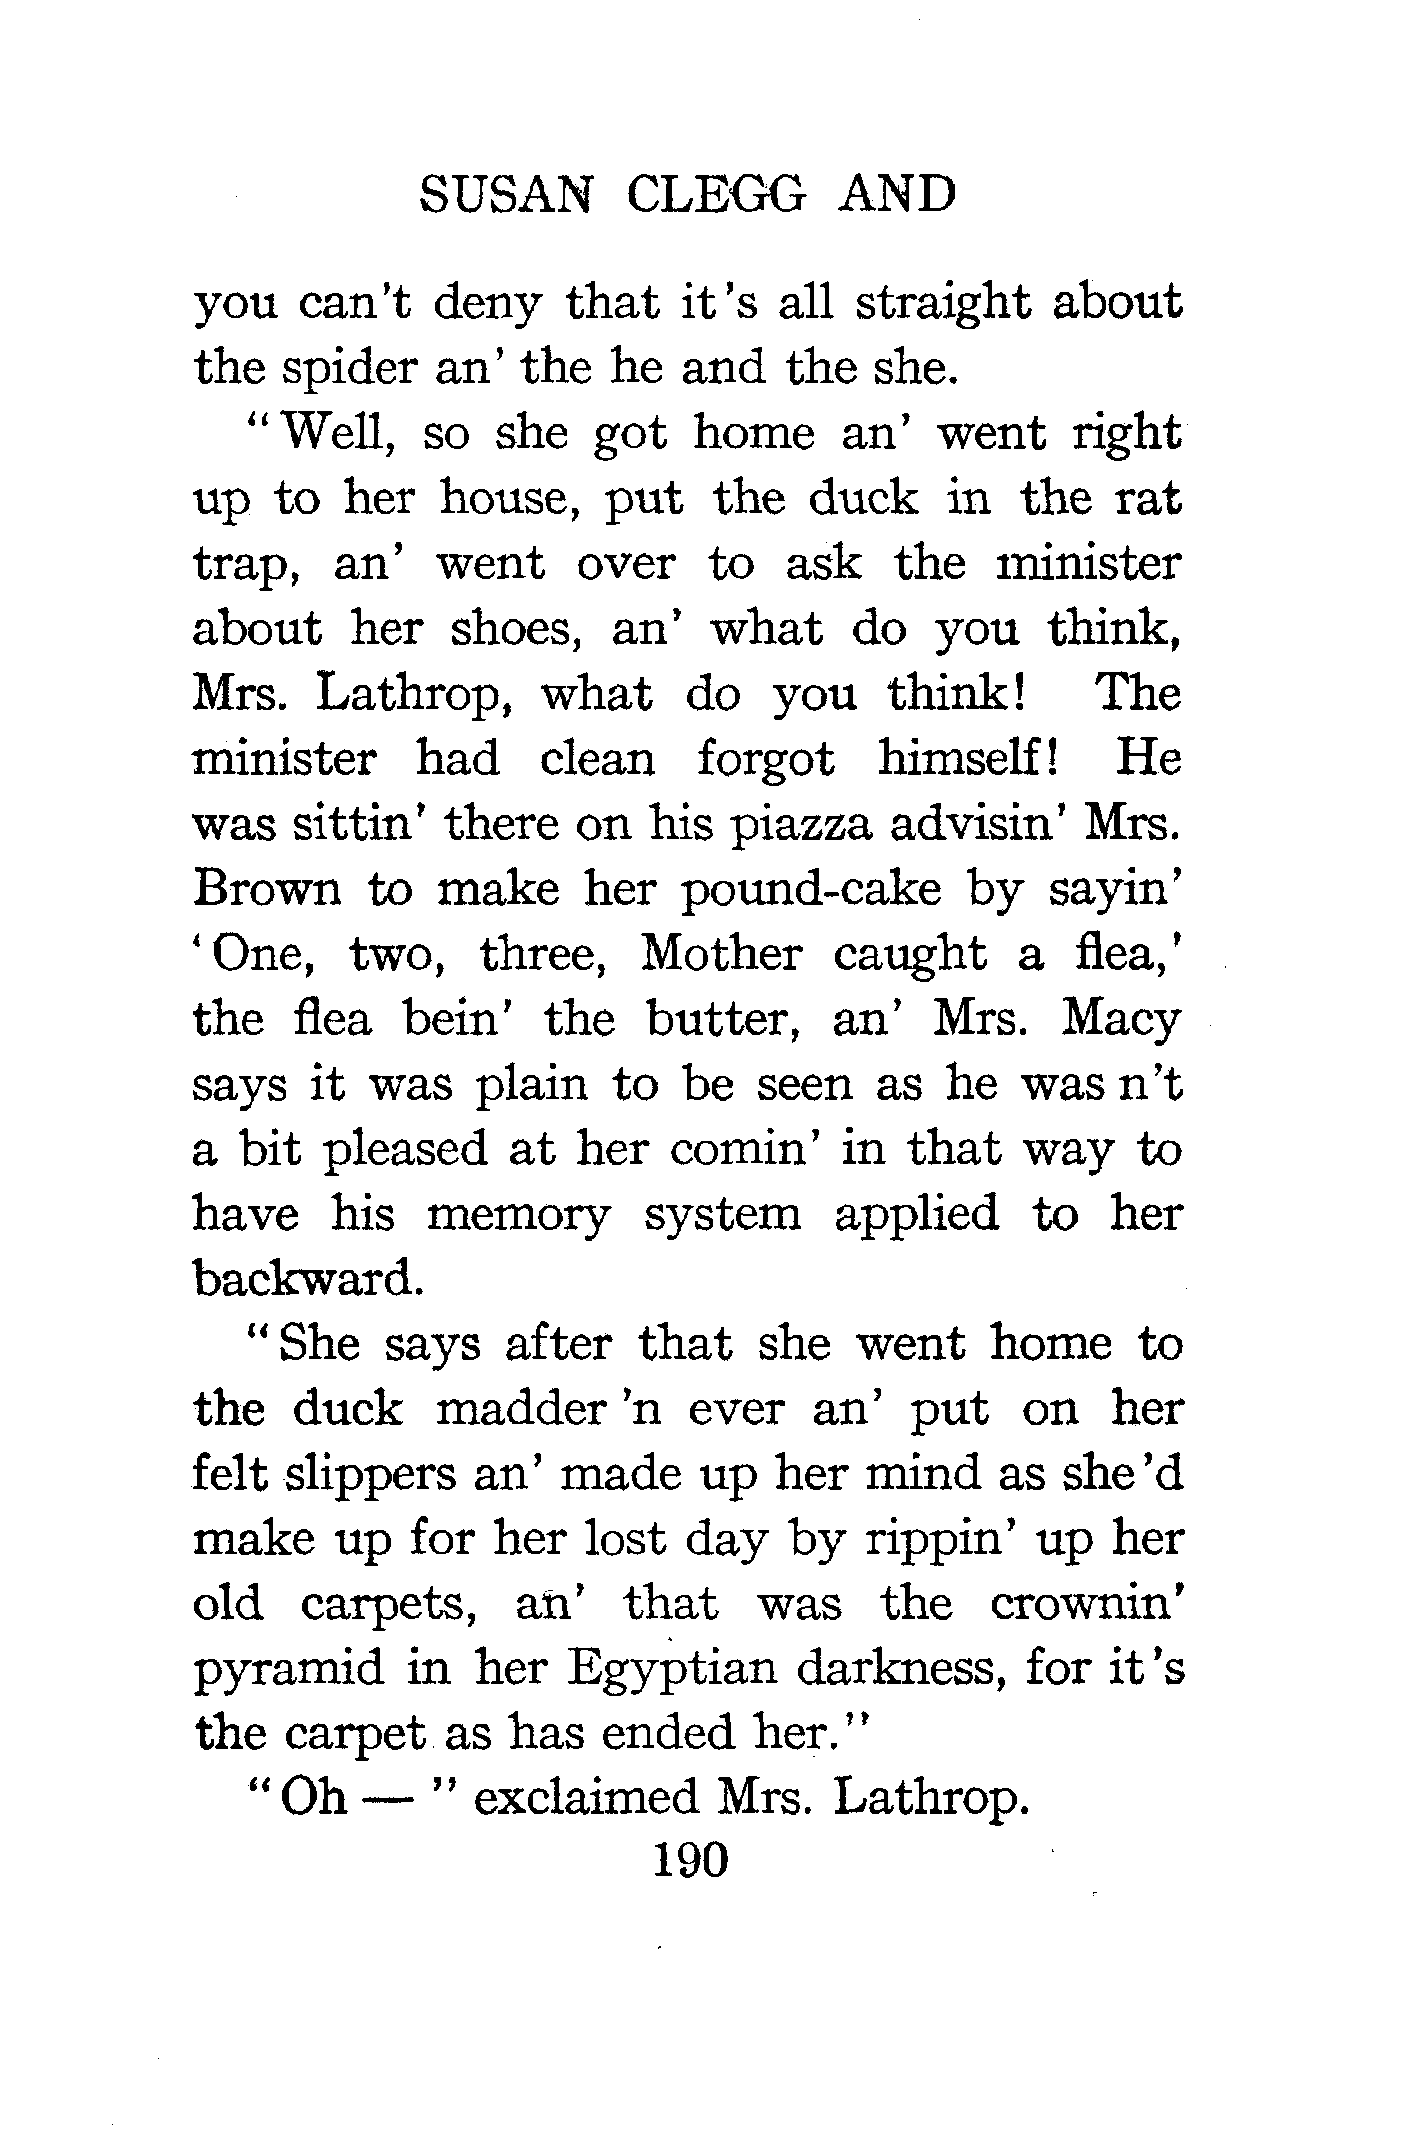 SUSAN CLEGG AND
you can't deny that it's all straight about
the spider an' the he and the she.
"Well, so she got home an' went right
up to her house, put the duck in the rat
trap, an' went over to ask the minister
about her shoes, an' what do you think,
Mrs. Lathrop, what do you think! The
minister had clean forgot himself! He
was sittin' there on his piazza advisin' Mrs.
Brown to make her pound-cake by sayin'
'One, two, three, Mother caught a flea,'
the flea bein' the butter, an' Mrs. Macy
says it was plain to be seen as he was n't
a bit pleased at her comin' in that way to
have his memory system applied to her
backward.
"She says after that she went home to
the duck madder 'n ever an' put on her
felt slippers an' made up her mind as she'd
make up for her lost day by rippin' up her
old carpets, an' that was the crownin'
pyramid in her Egyptian darkness, for it's
the carpet as has ended her."
"Oh — " exclaimed Mrs. Lathrop.
190